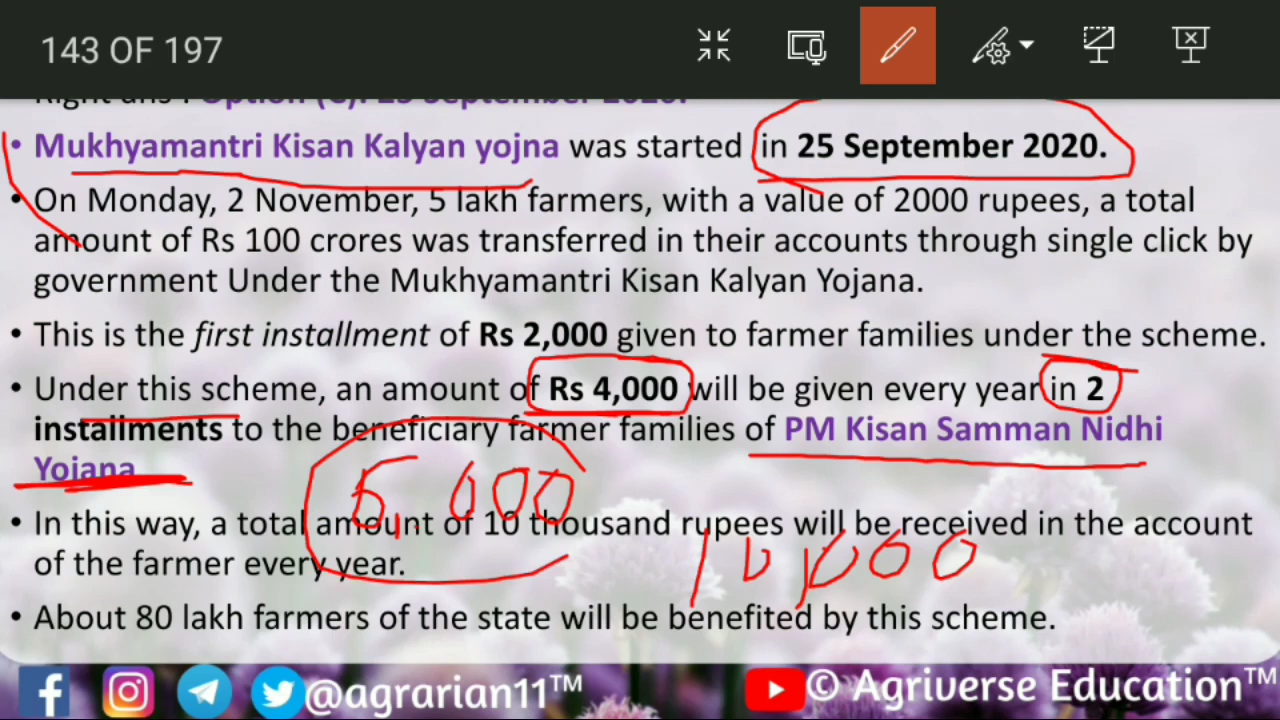 143 OF 197
Right ans : Option (C). 25 September 2020.
• Mukhyamantri Kisan Kalyan yojna was started in 25 September 2020.
• On Monday, 2 November, 5 lakh farmers, with a value of 2000 rupees, a total
amount of Rs 100 crores was transferred in their accounts through single click by
government Under the Mukhyamantri Kisan Kalyan Yojana.
• This is the first installment of Rs 2,000 given to farmer families under the scheme.
• Under this scheme, an amount of Rs 4,000 will be given every year in 2
installments to the beneficiary farmer families of PM Kisan Samman Nidhi
Yojana
6,000
• In this way, a total amount of 10 thousand rupees will be received in the account
10,000
of the farmer every year.
• About 80 lakh farmers of the state will be benefited by this scheme.
@agrarian11™
© Agriverse Education™